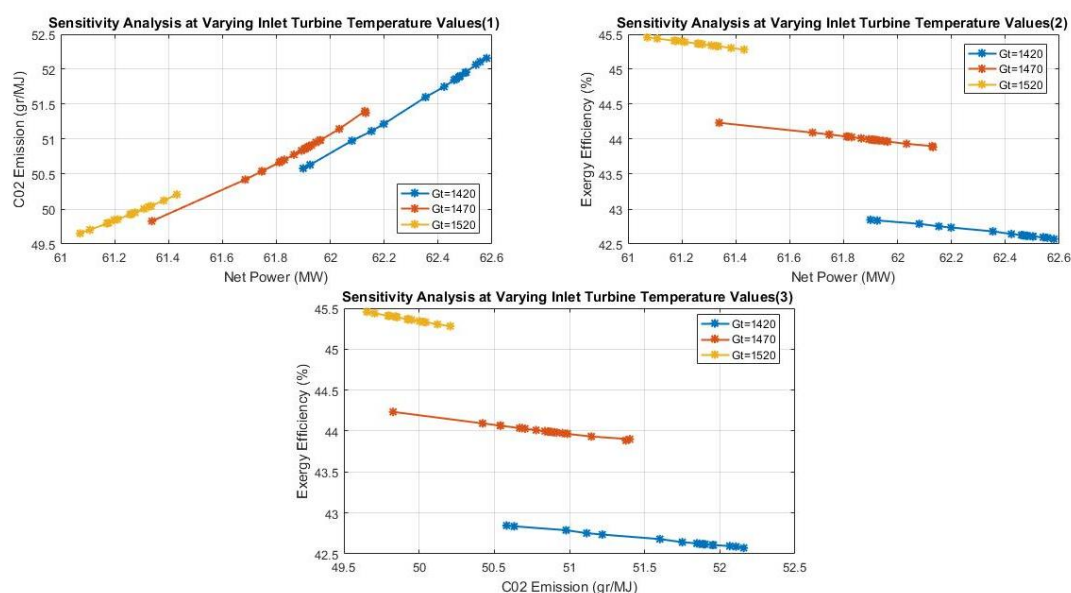 Sensitivity Analysis at Varying Inlet Turbine Temperature Values(1)
52.5
52
51.5
51
50.5
50
49.5
C02 Emission (gr/MJ)
Gt=1420
Gt=1470
Gt=1520
61 61.2 61.4 61.6 61.8 62 62.2 62.4 62.6
Net Power (MW)
Sensitivity Analysis at Varying Inlet Turbine Temperature Values(2)
45.5
45
44.5
44
43.5
43
42.5
Exergy Efficiency (%)
Gt=1420
Gt=1470
Gt=1520
61 61.2 61.4 61.6 61.8 62 62.2 62.4 62.6
Net Power (MW)
Sensitivity Analysis at Varying Inlet Turbine Temperature Values(3)
45.5
45
44.5
44
43.5
43
42.5
Exergy Efficiency (%)
Gt=1420
Gt=1470
Gt=1520
49.5 50 50.5 51 51.5 52 52.5
C02 Emission (gr/MJ)